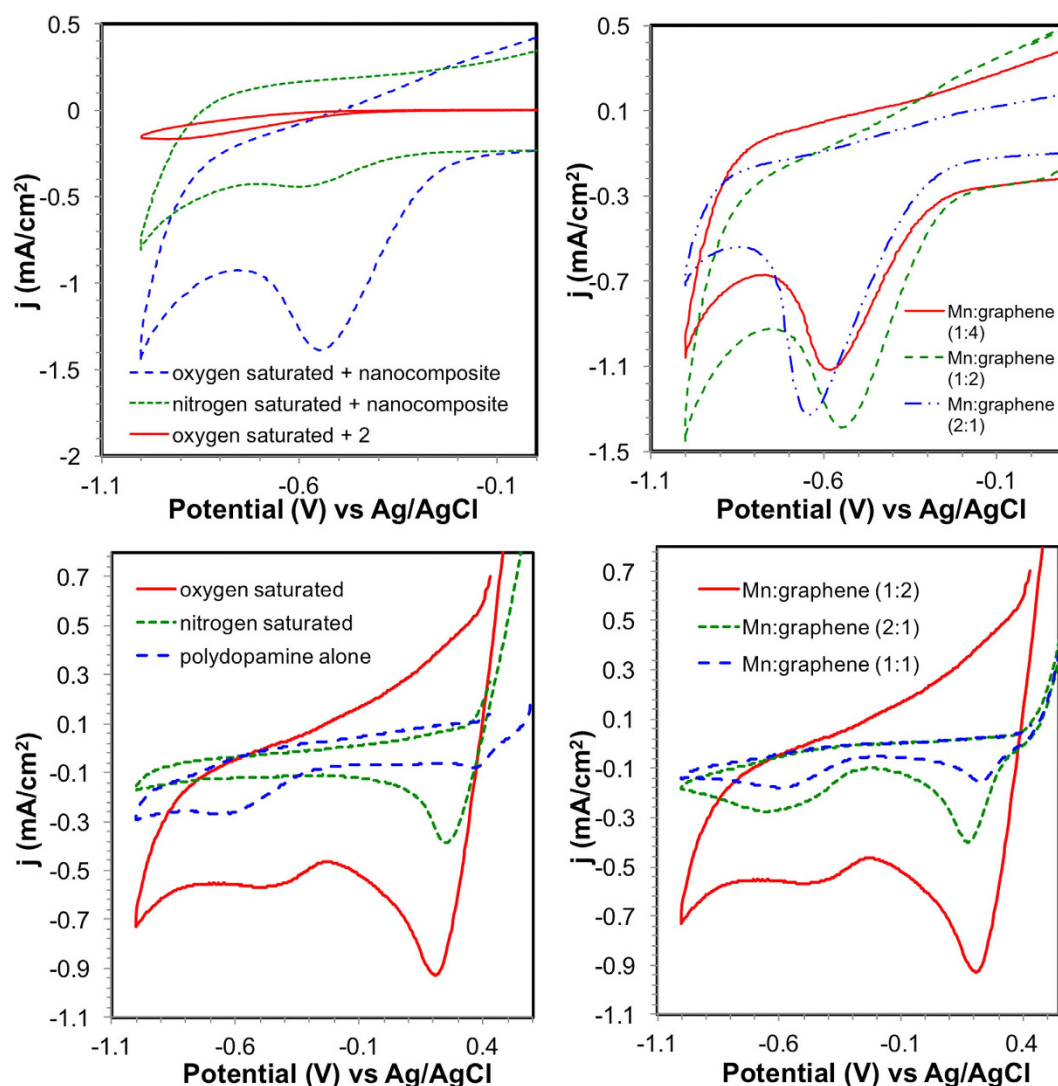 0.5
0
-0.5
-1
-1.5
-2
j (mA/cm²)
oxygen saturated + nanocomposite
nitrogen saturated + nanocomposite
oxygen saturated + 2
-1.1
-0.6
-0.1
Potential (V) vs Ag/AgCl
0.5
0.1
-0.3
-0.7
-1.1
-1.5
j (mA/cm²)
Mn:graphene
(1:4)
Mn:graphene
(1:2)
Mn:graphene
(2:1)
-1.1
-0.6
-0.1
Potential (V) vs Ag/AgCl
0.7
0.5
0.3
0.1
-0.1
-0.3
-0.5
-0.7
-0.9
-1.1
j (mA/cm²)
oxygen saturated
nitrogen saturated
polydopamine alone
-1.1
-0.6
-0.1
0.4
Potential (V) vs Ag/AgCl
0.7
0.5
0.3
0.1
-0.1
-0.3
-0.5
-0.7
-0.9
-1.1
j (mA/cm²)
Mn:graphene (1:2)
Mn:graphene (2:1)
Mn:graphene (1:1)
-1.1
-0.6
-0.1
0.4
Potential (V) vs Ag/AgCl